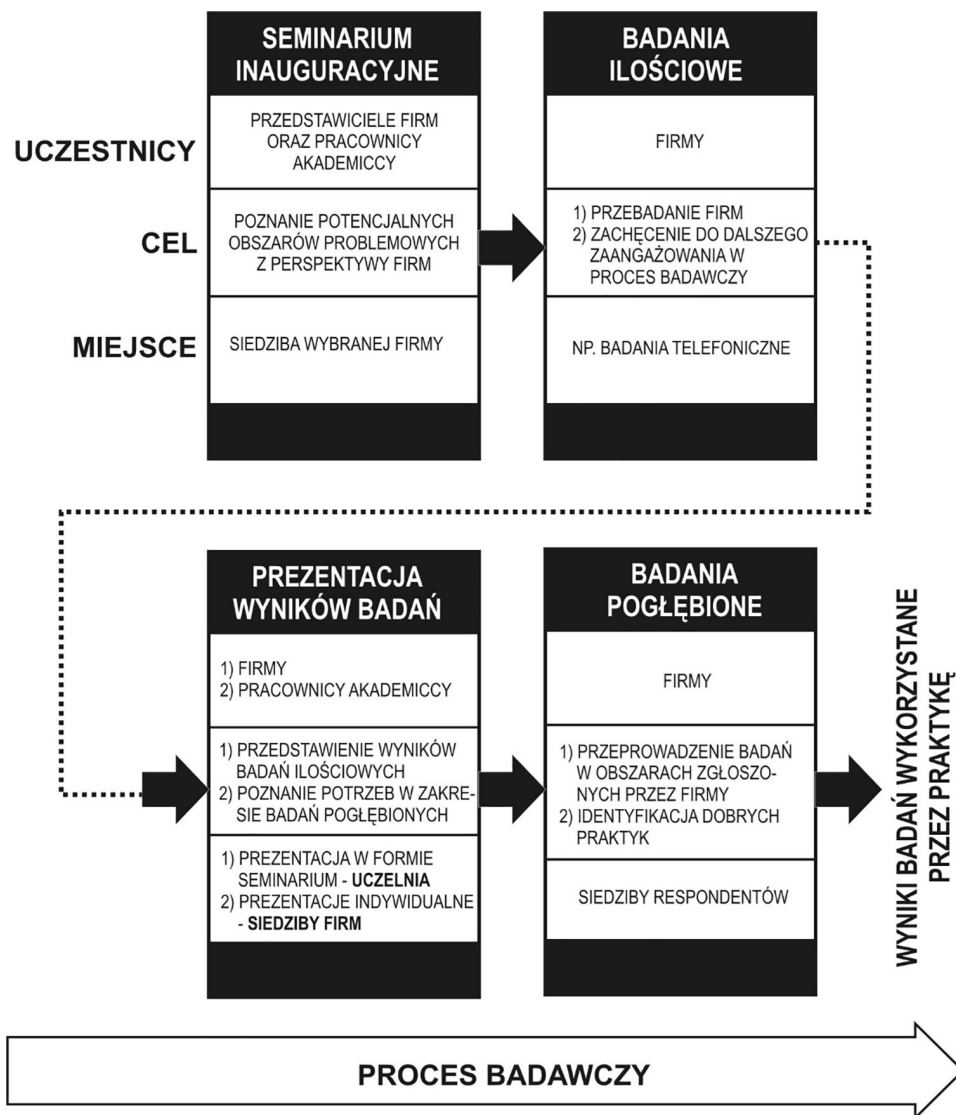 SEMINARIUM
INAUGURACYJNE
BADANIA
ILOŚCIOWE
UCZESTNICY
PRZEDSTAWICIELE FIRM
ORAZ PRACOWNICY
AKADEMICCY
FIRMY
CEL
POZNANIE POTENCJALNYCH
OBSZARÓW PROBLEMOWYCH
Z PERSPEKTYWY FIRM
1) PRZEBADANIE FIRM
2) ZACHĘCENIE DO DALSZEGO
ZAANGAŻOWANIA W
PROCES BADAWCZY
MIEJSCE
SIEDZIBA WYBRANEJ FIRMY
NP. BADANIA TELEFONICZNE
PREZENTACJA
WYNIKÓW BADAŃ
BADANIA
POGŁĘBIONE
1) FIRMY
2) PRACOWNICY AKADEMICCY
FIRMY
1) PRZEDSTAWIENIE WYNIKÓW
BADAŃ ILOŚCIOWYCH
2) POZNANIE POTRZEB W ZAKRE-
SIE BADAŃ POGŁĘBIONYCH
1) PRZEPROWADZENIE BADAŃ
W OBSZARACH ZGŁOSZO-
NYCH PRZEZ FIRMY
2) IDENTYFIKACJA DOBRYCH
PRAKTYK
1) PREZENTACJA W FORMIE
SEMINARIUM - UCZELNIA
2) PREZENTACJE INDYWIDUALNE
- SIEDZIBY FIRM
SIEDZIBY RESPONDENTÓW
WYNIKI BADAŃ WYKORZYSTANE
PRZEZ PRAKTYKĘ
PROCES BADAWCZY